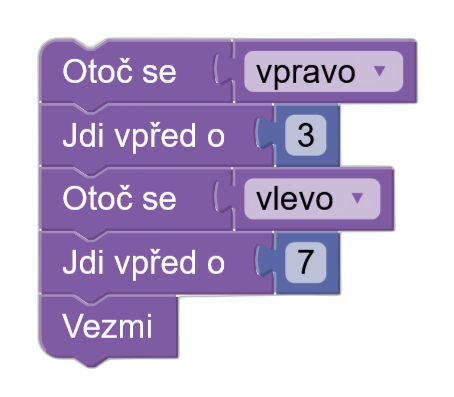 Otoč se vpravo
Jdi vpřed o 3
Otoč se vlevo
Jdi vpřed o 7
Vezmi